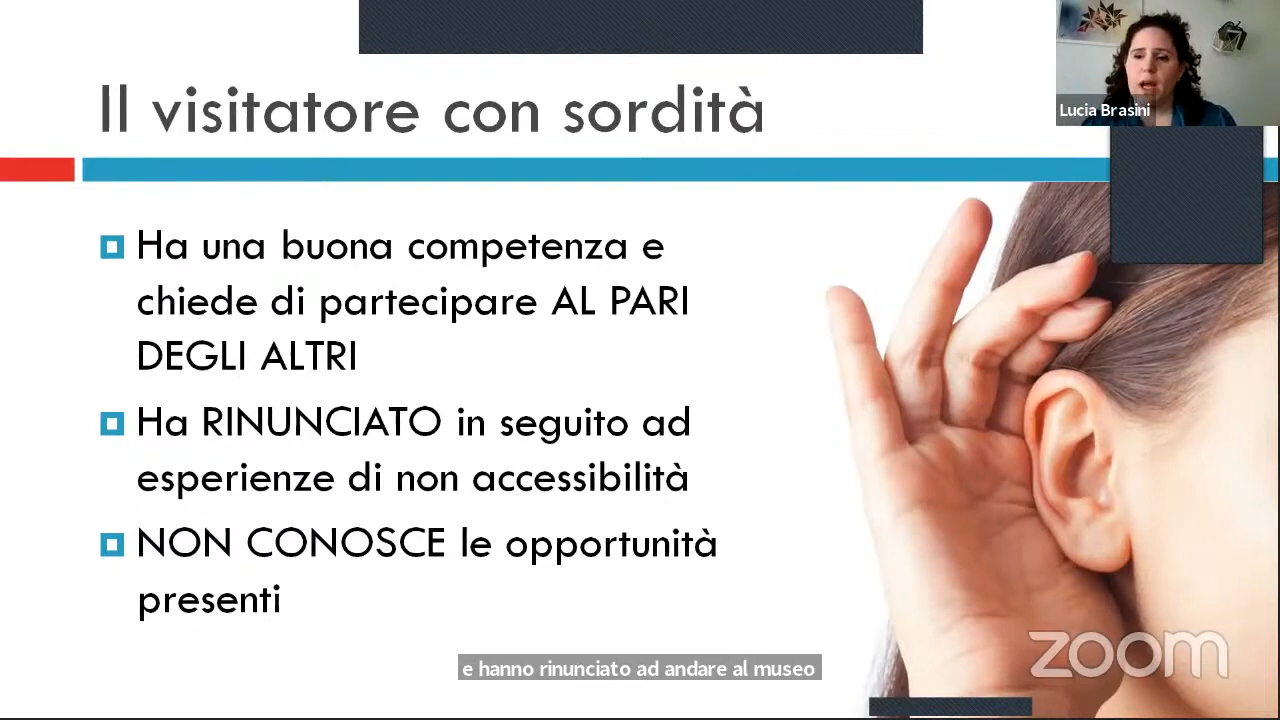 Il visitatore con sordità
Lucia Brasini
Ha una buona competenza e
chiede di partecipare AL PARI
DEGLI ALTRI
Ha RINUNCIATO in seguito ad
esperienze di non accessibilità
NON CONOSCE le opportunità
presenti
e hanno rinunciato ad andare al museo
zoom